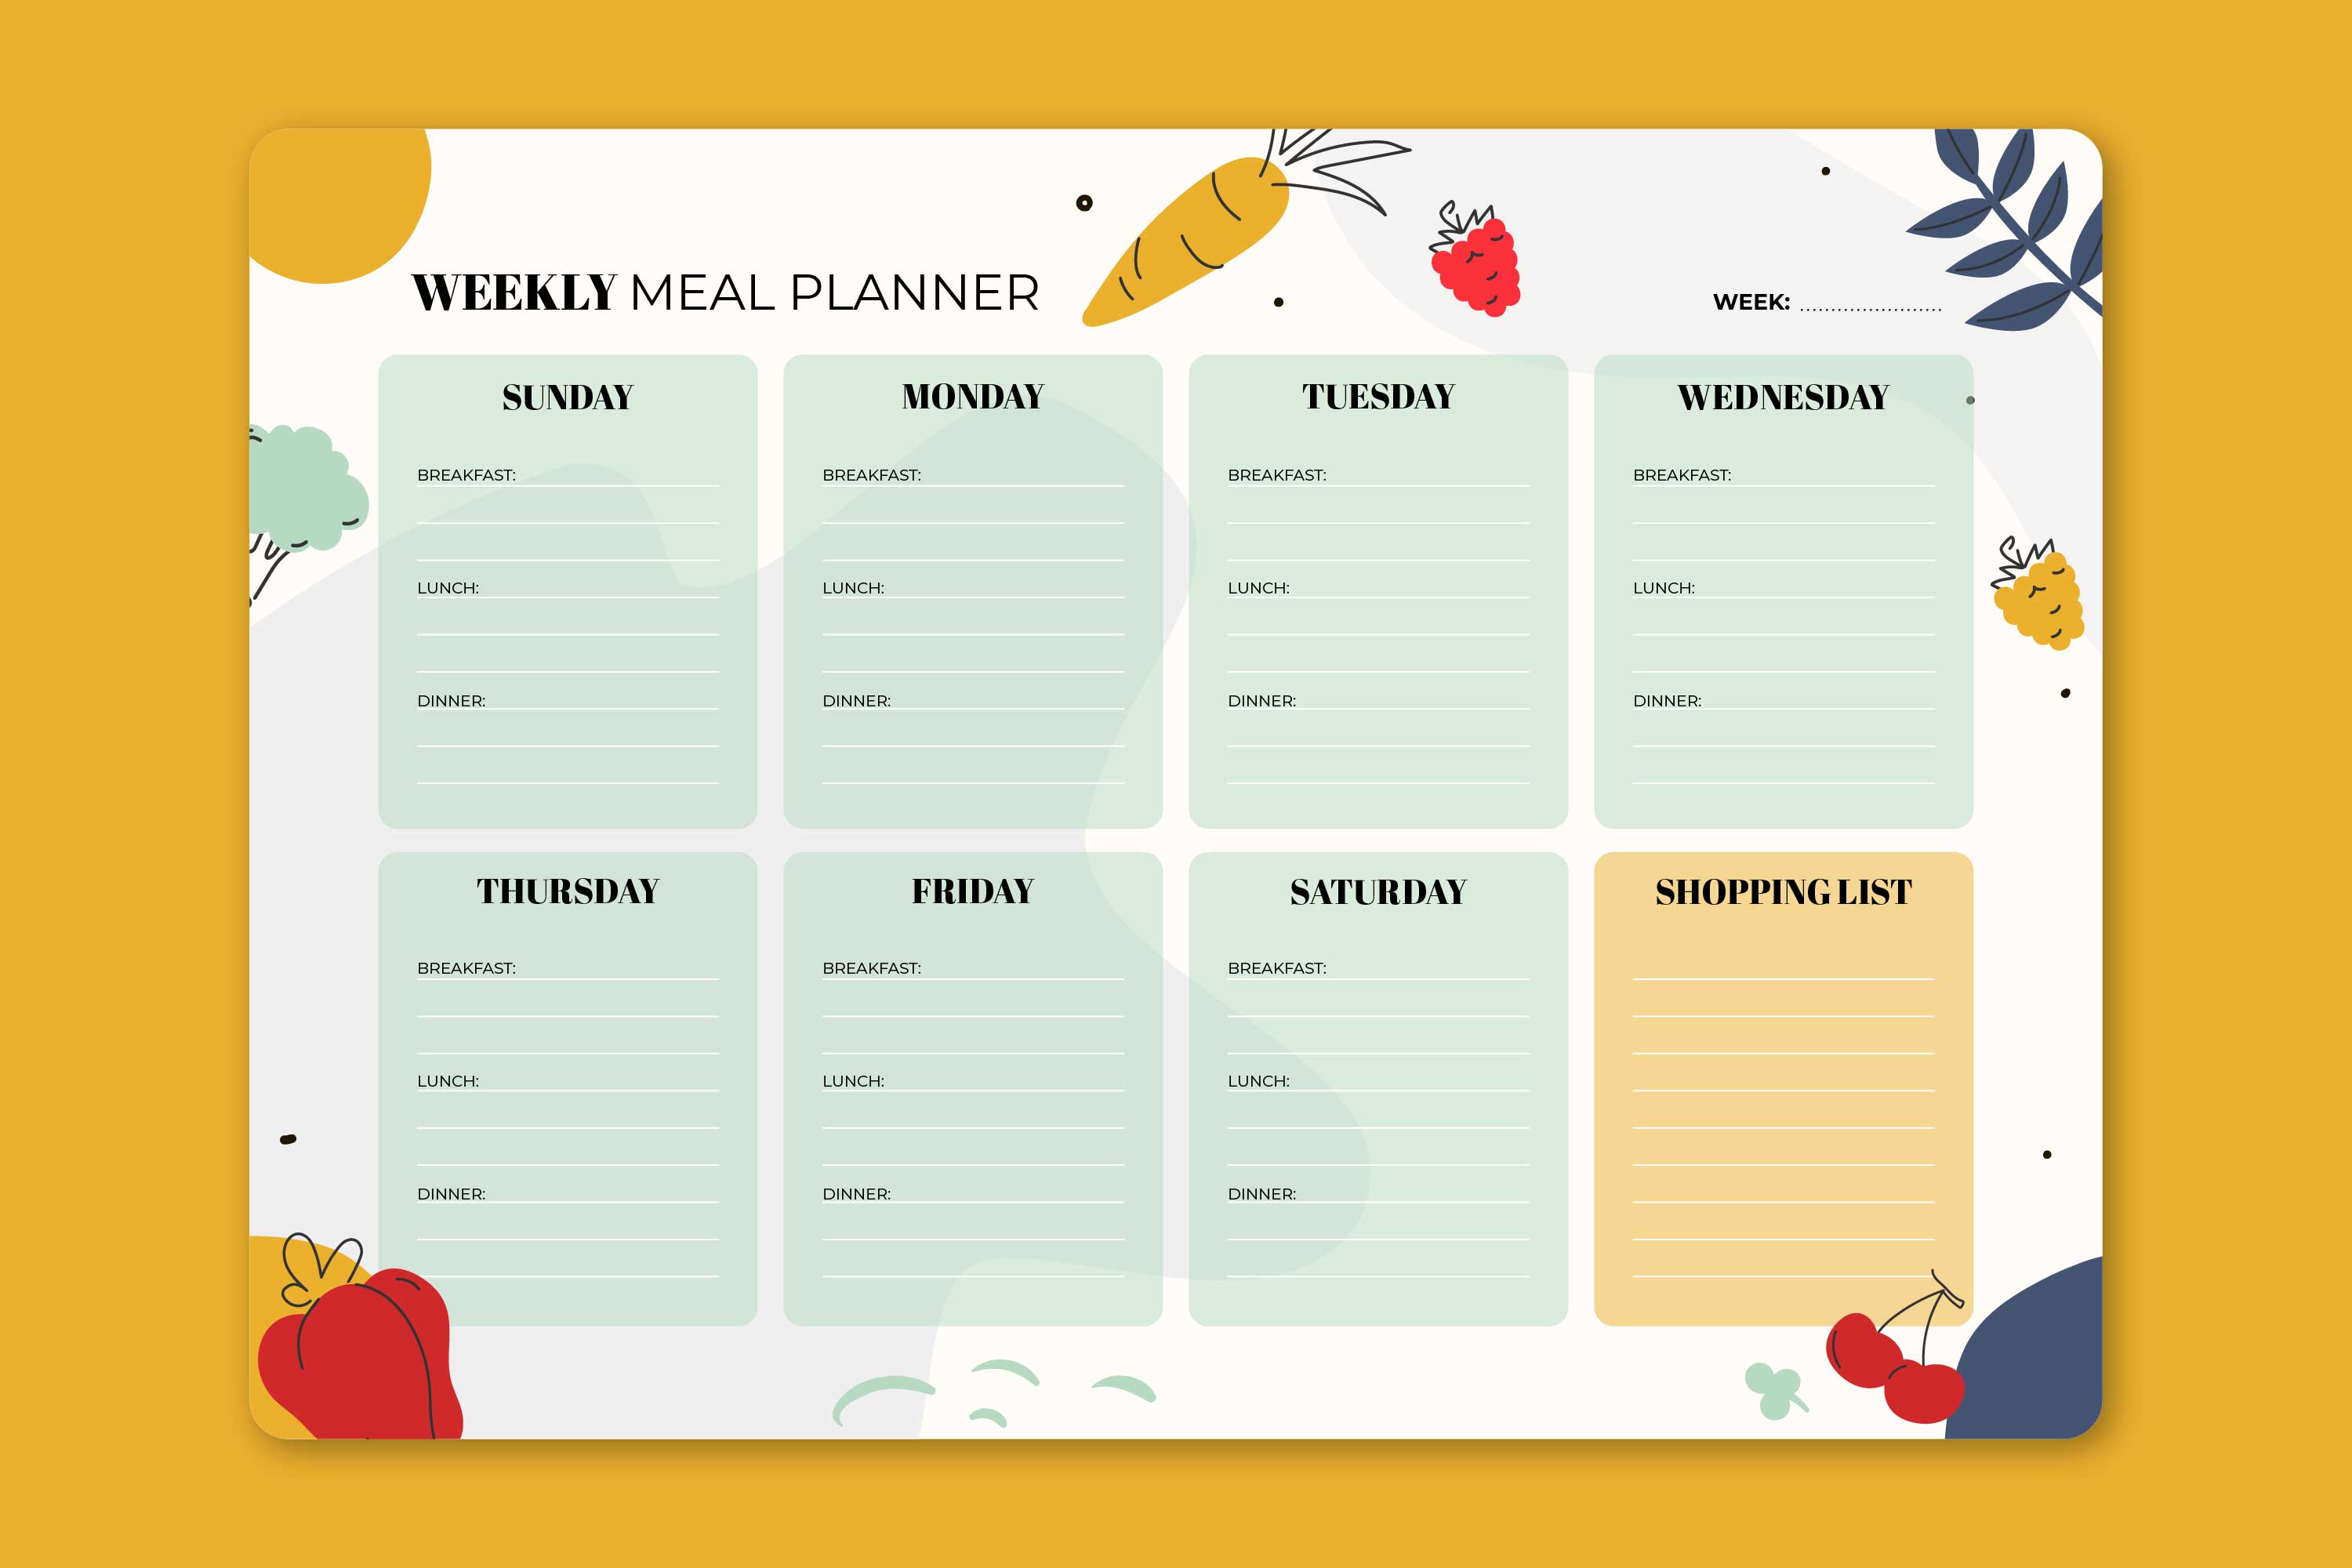 WEEKLY MEAL PLANNER
WEEK: ........................
SUNDAY
BREAKFAST:
LUNCH:
DINNER:
MONDAY
BREAKFAST:
LUNCH:
DINNER:
TUESDAY
BREAKFAST:
LUNCH:
DINNER:
WEDNESDAY
BREAKFAST:
LUNCH:
DINNER:
THURSDAY
BREAKFAST:
LUNCH:
DINNER:
FRIDAY
BREAKFAST:
LUNCH:
DINNER:
SATURDAY
BREAKFAST:
LUNCH:
DINNER:
SHOPPING LIST